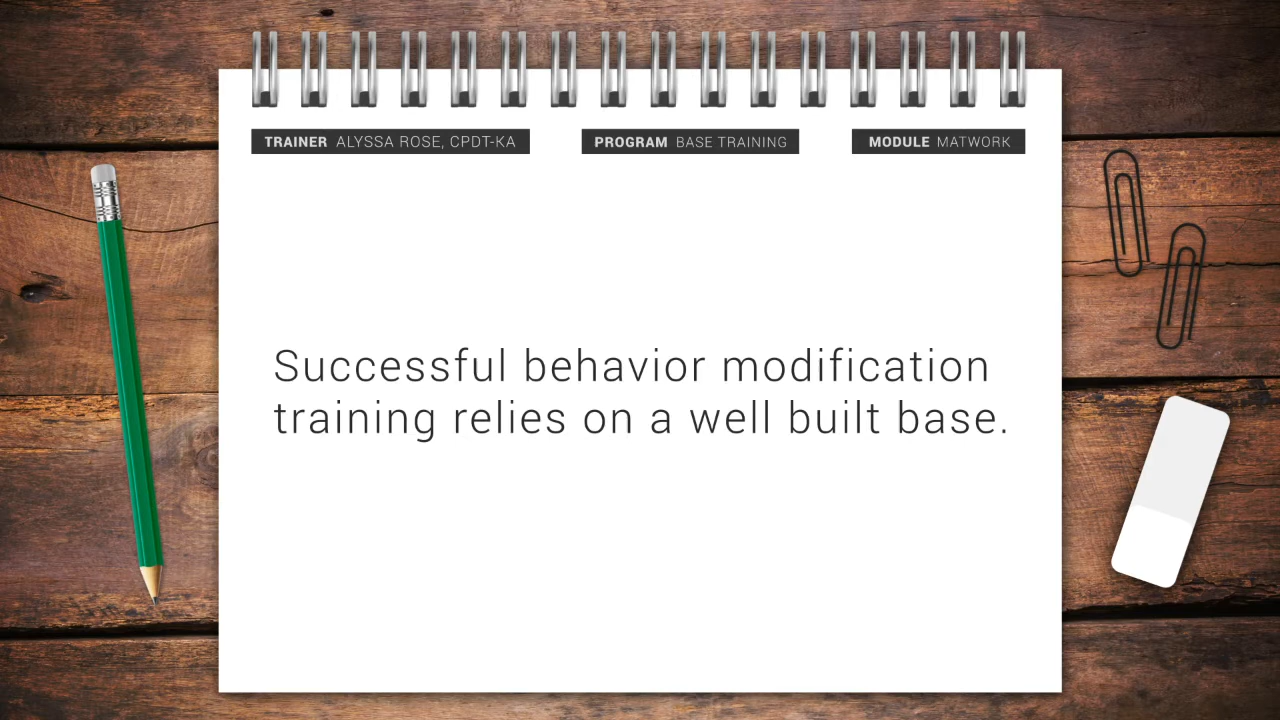 TRAINER ALYSSA ROSE, CPDT-KA
PROGRAM BASE TRAINING
MODULE MATWORK
Successful behavior modification
training relies on a well built base.